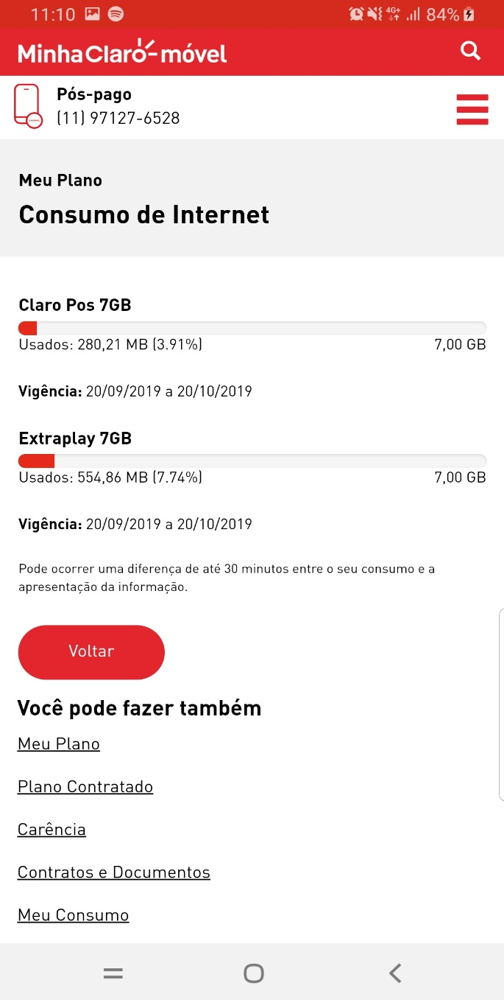 11:10 4G+ 84%
MinhaClaro-móvel
Pós-pago
(11) 97127-6528
Meu Plano
Consumo de Internet
Claro Pos 7GB
Usados: 280,21 MB (3.91%) 7,00 GB
Vigência: 20/09/2019 a 20/10/2019
Extraplay 7GB
Usados: 554,86 MB (7.74%) 7,00 GB
Vigência: 20/09/2019 a 20/10/2019
Pode ocorrer uma diferença de até 30 minutos entre o seu consumo e a
apresentação da informação.
Voltar
Você pode fazer também
Meu Plano
Plano Contratado
Carência
Contratos e Documentos
Meu Consumo